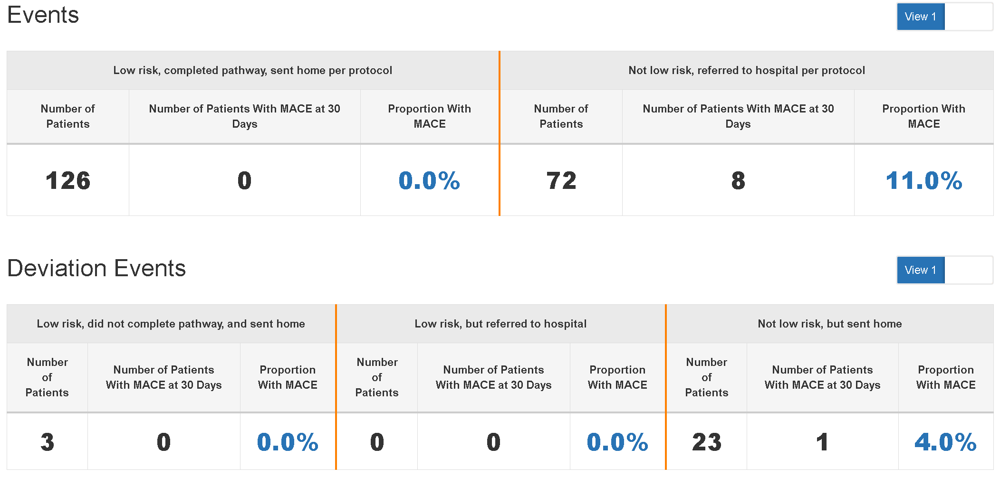 Events
View 1
Low risk, completed pathway, sent home per protocol
Not low risk, referred to hospital per protocol
Number of
Patients
Number of Patients With MACE at 30
Days
Proportion With
MACE
Number of
Patients
Number of Patients With MACE at 30
Days
Proportion With
MACE
126
0
0.0%
72
8
11.0%
Deviation Events
View 1
Low risk, did not complete pathway, and sent home
Low risk, but referred to hospital
Not low risk, but sent home
Number
of
Patients
Number of Patients
With MACE at 30 Days
Proportion
With MACE
Number
of
Patients
Number of Patients
With MACE at 30 Days
Proportion
With MACE
Number
of
Patients
Number of Patients
With MACE at 30 Days
Proportion
With MACE
3
0
0.0%
0
0
0.0%
23
1
4.0%